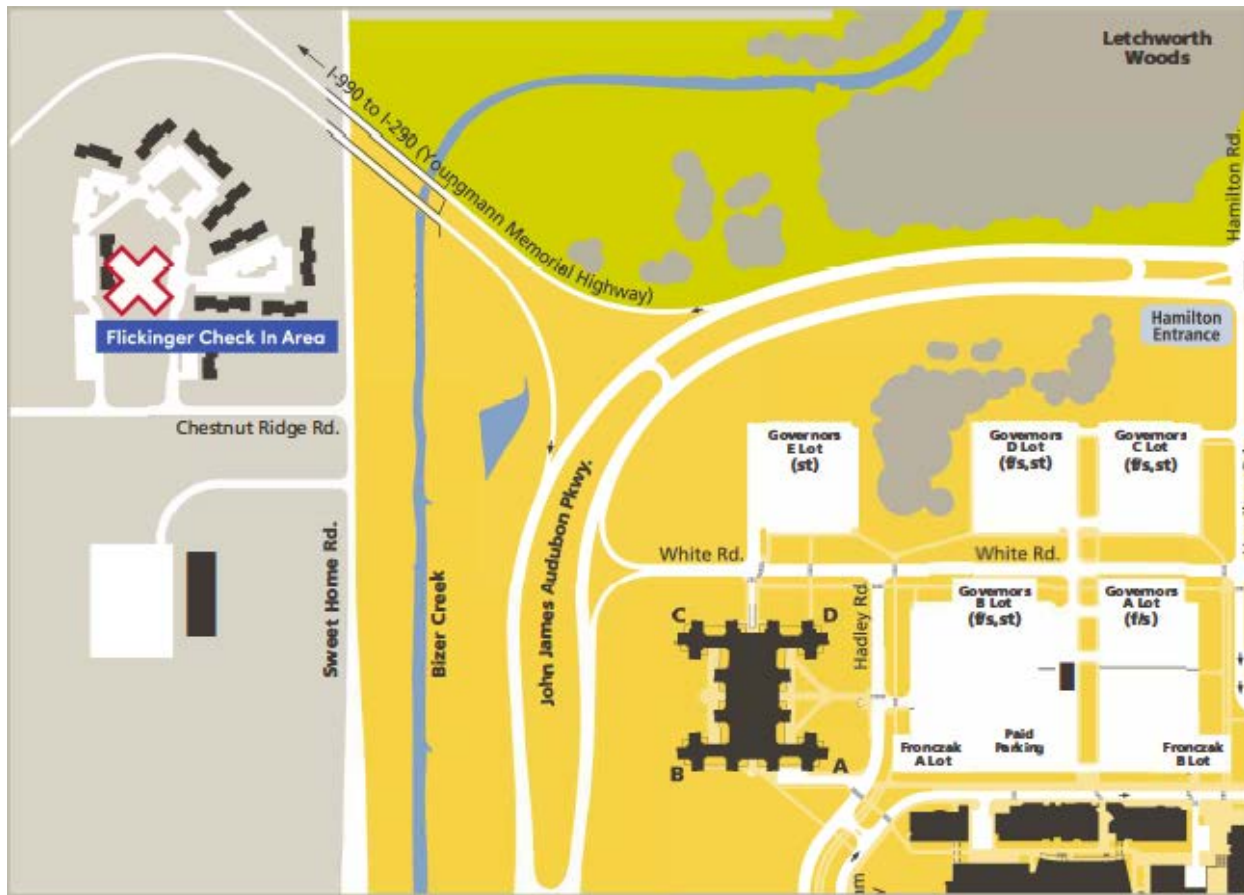 Letchworth
Woods
I-990 to I-290 (Youngmann Memorial Highway)
Hamilton Rd.
Flickinger Check In Area
Hamilton
Entrance
Chestnut Ridge Rd.
Governors
E Lot
(st)
Governors
D Lot
(f/s,st)
Governors
C Lot
(f/s,st)
Sweet Home Rd.
Bizer Creek
John James Audubon Pkwy.
White Rd.
White Rd.
Hadley Rd.
Governors
B Lot
(f/s,st)
Governors
A Lot
(f/s)
C
D
B
A
Fronczak
A Lot
Paid
Parking
Fronczak
B Lot